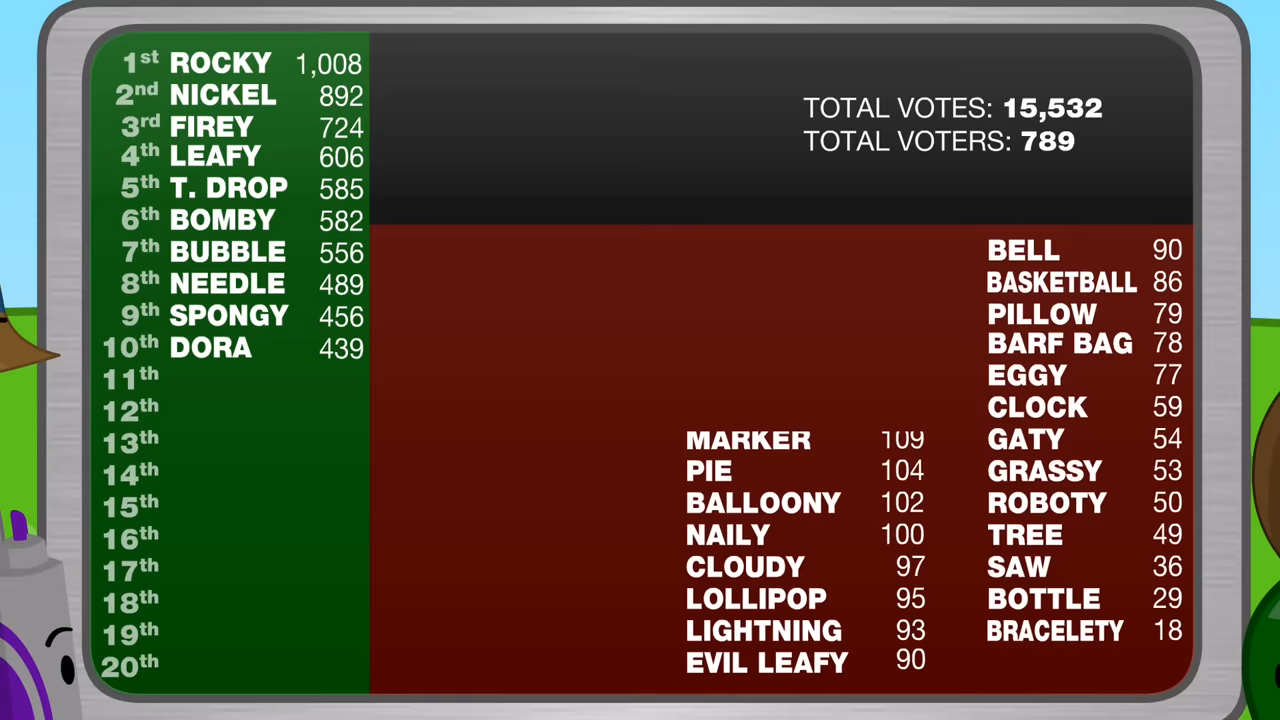 1st ROCKY 1,008
2nd NICKEL 892
3rd FIREY 724
4th LEAFY 606
5th T. DROP 585
6th BOMBY 582
7th BUBBLE 556
8th NEEDLE 489
9th SPONGY 456
10th DORA 439
11th
12th
13th
14th
15th
16th
17th
18th
19th
20th
TOTAL VOTES: 15,532
TOTAL VOTERS: 789
MARKER 109
PIE 104
BALLOONY 102
NAILY 100
CLOUDY 97
LOLLIPOP 95
LIGHTNING 93
EVIL LEAFY 90
BELL 90
BASKETBALL 86
PILLOW 79
BARF BAG 78
EGGY 77
CLOCK 59
GATY 54
GRASSY 53
ROBOTY 50
TREE 49
SAW 36
BOTTLE 29
BRACELETY 18